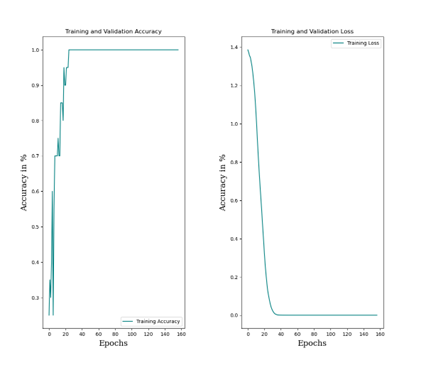 Training and Validation Accuracy
1.0
0.9
0.8
0.7
0.6
0.5
0.4
0.3
Accuracy in %
Training Accuracy
0 20 40 60 80 100 120 140 160
Epochs
Training and Validation Loss
Training Loss
1.4
1.2
1.0
0.8
0.6
0.4
0.2
0.0
Accuracy in %
0 20 40 60 80 100 120 140 160
Epochs